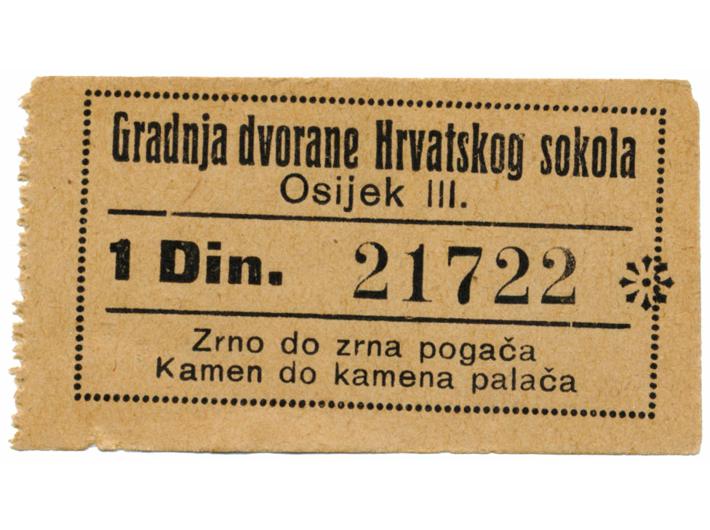 Gradnja dvorane Hrvatskog sokola
Osijek III.
1 Din. 21722
Zrno do zrna pogača
Kamen do kamena palača